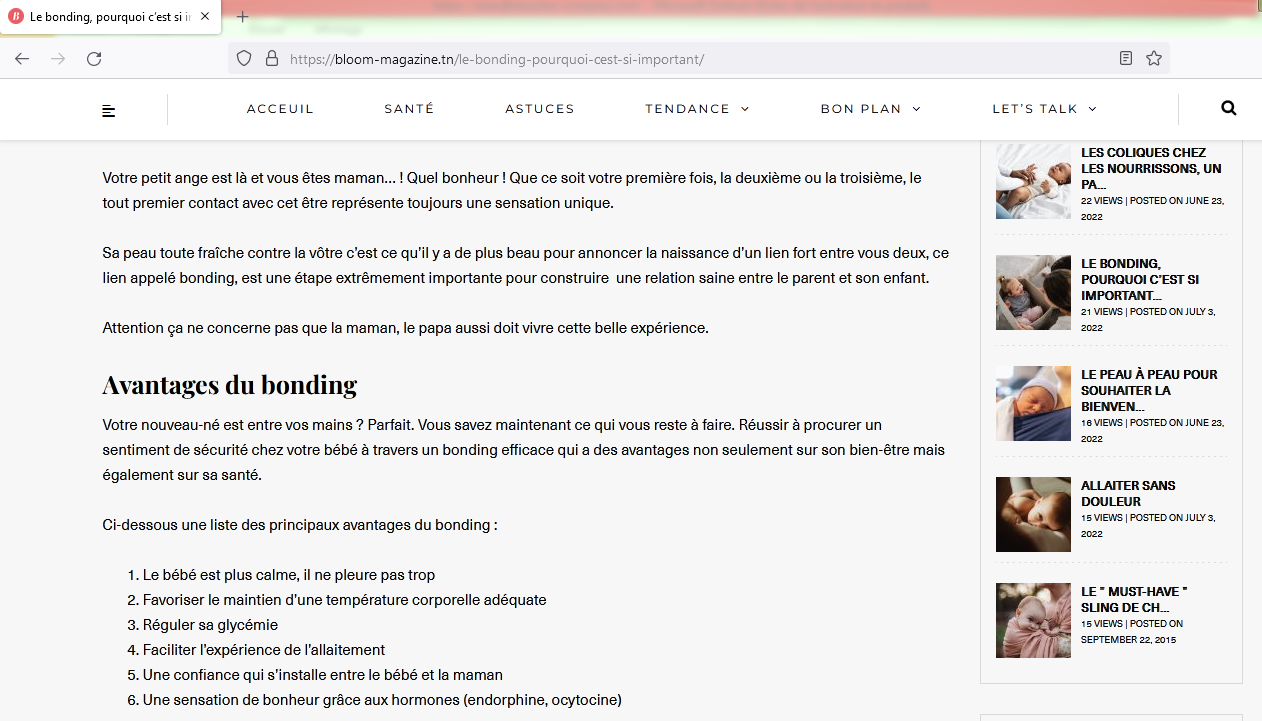 Le bonding, pourquoi c'est si i
https://bloom-magazine.tn/le-bonding-pourquoi-cest-si-important/
ACCEUIL SANTÉ ASTUCES TENDANCE BON PLAN LET'S TALK
Votre petit ange est là et vous êtes maman… ! Quel bonheur ! Que ce soit votre première fois, la deuxième ou la troisième, le
tout premier contact avec cet être représente toujours une sensation unique.
Sa peau toute fraîche contre la vôtre c'est ce qu'il y a de plus beau pour annoncer la naissance d'un lien fort entre vous deux, ce
lien appelé bonding, est une étape extrêmement importante pour construire une relation saine entre le parent et son enfant.
Attention ça ne concerne pas que la maman, le papa aussi doit vivre cette belle expérience.
Avantages du bonding
Votre nouveau-né est entre vos mains ? Parfait. Vous savez maintenant ce qui vous reste à faire. Réussir à procurer un
sentiment de sécurité chez votre bébé à travers un bonding efficace qui a des avantages non seulement sur son bien-être mais
également sur sa santé.
Ci-dessous une liste des principaux avantages du bonding :
1. Le bébé est plus calme, il ne pleure pas trop
2. Favoriser le maintien d'une température corporelle adéquate
3. Réguler sa glycémie
4. Faciliter l'expérience de l'allaitement
5. Une confiance qui s'installe entre le bébé et la maman
6. Une sensation de bonheur grâce aux hormones (endorphine, ocytocine)
LES COLIQUES CHEZ
LES NOURRISSONS, UN
PA...
22 VIEWS | POSTED ON JUNE 23,
2022
LE BONDING,
POURQUOI C'EST SI
IMPORTANT...
21 VIEWS | POSTED ON JULY 3,
2022
LE PEAU À PEAU POUR
SOUHAITER LA
BIENVEN...
16 VIEWS | POSTED ON JUNE 23,
2022
ALLAITER SANS
DOULEUR
15 VIEWS | POSTED ON JULY 3,
2022
LE " MUST-HAVE "
SLING DE CH...
15 VIEWS | POSTED ON
SEPTEMBER 22, 2015